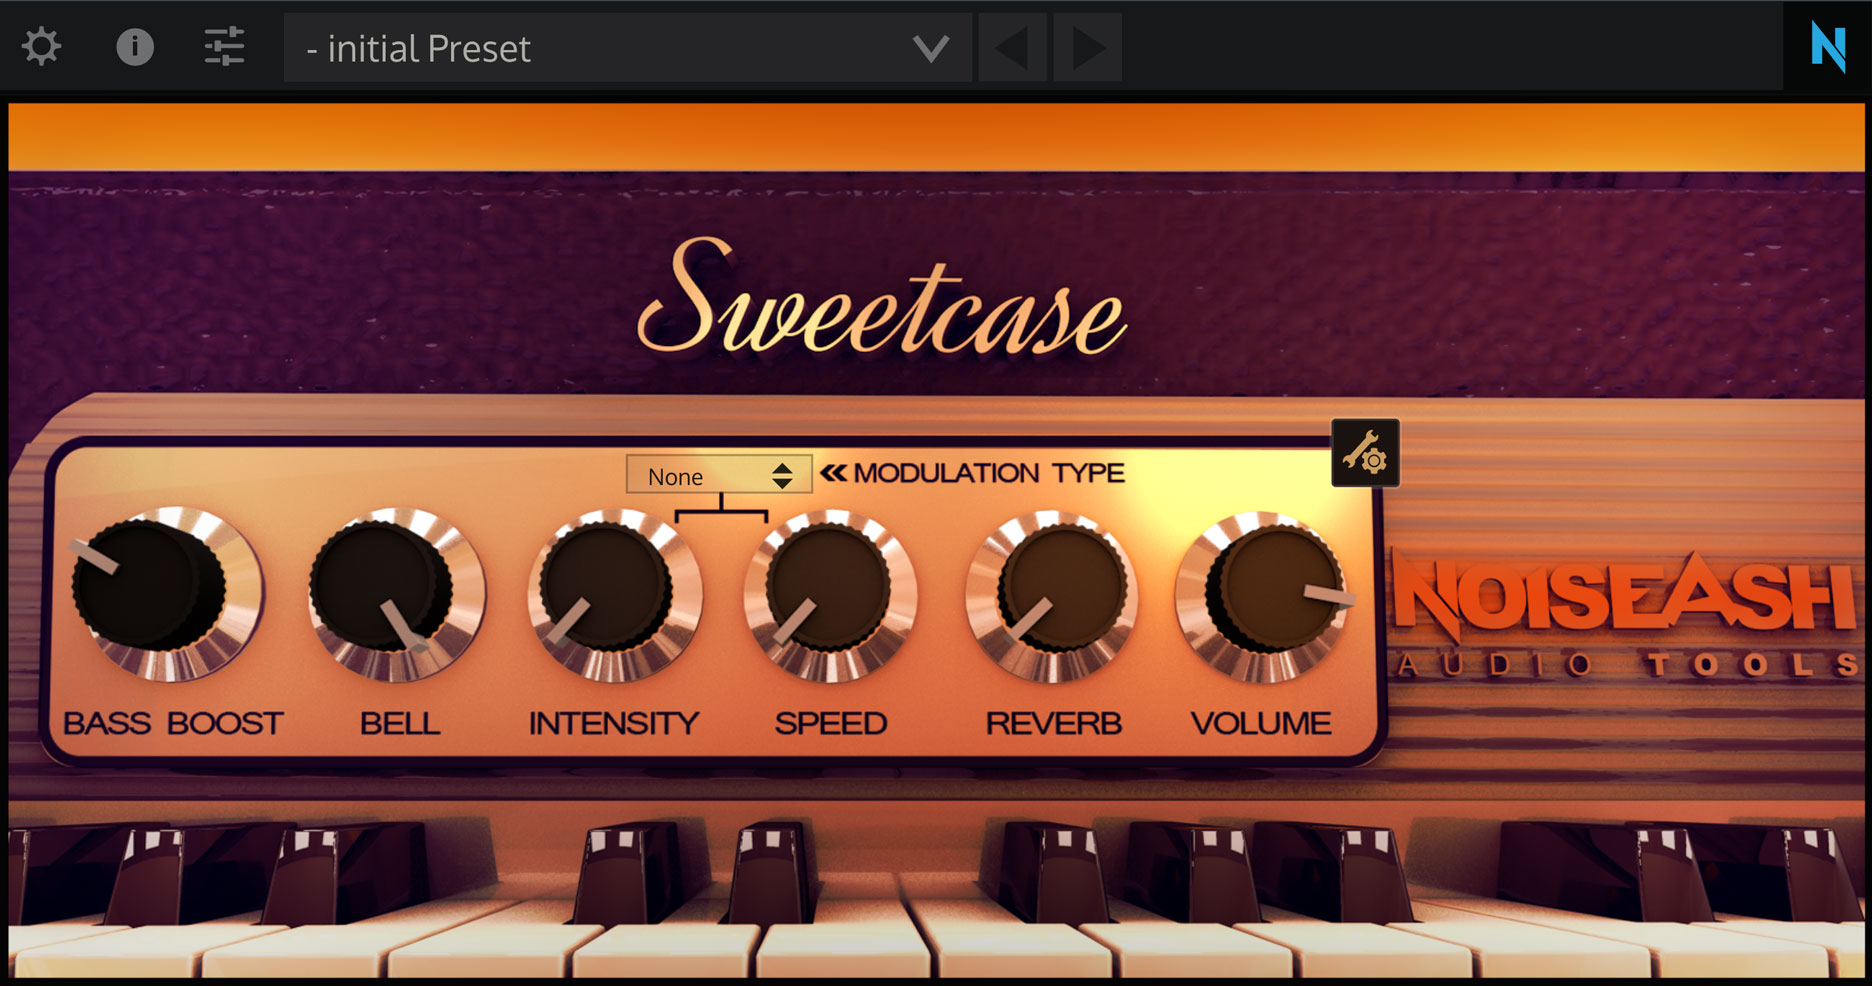 - initial Preset
Sweetcase
None
« MODULATION TYPE
BASS BOOST
BELL
INTENSITY
SPEED
REVERB
VOLUME
NOISEASH
AUDIO TOOLS